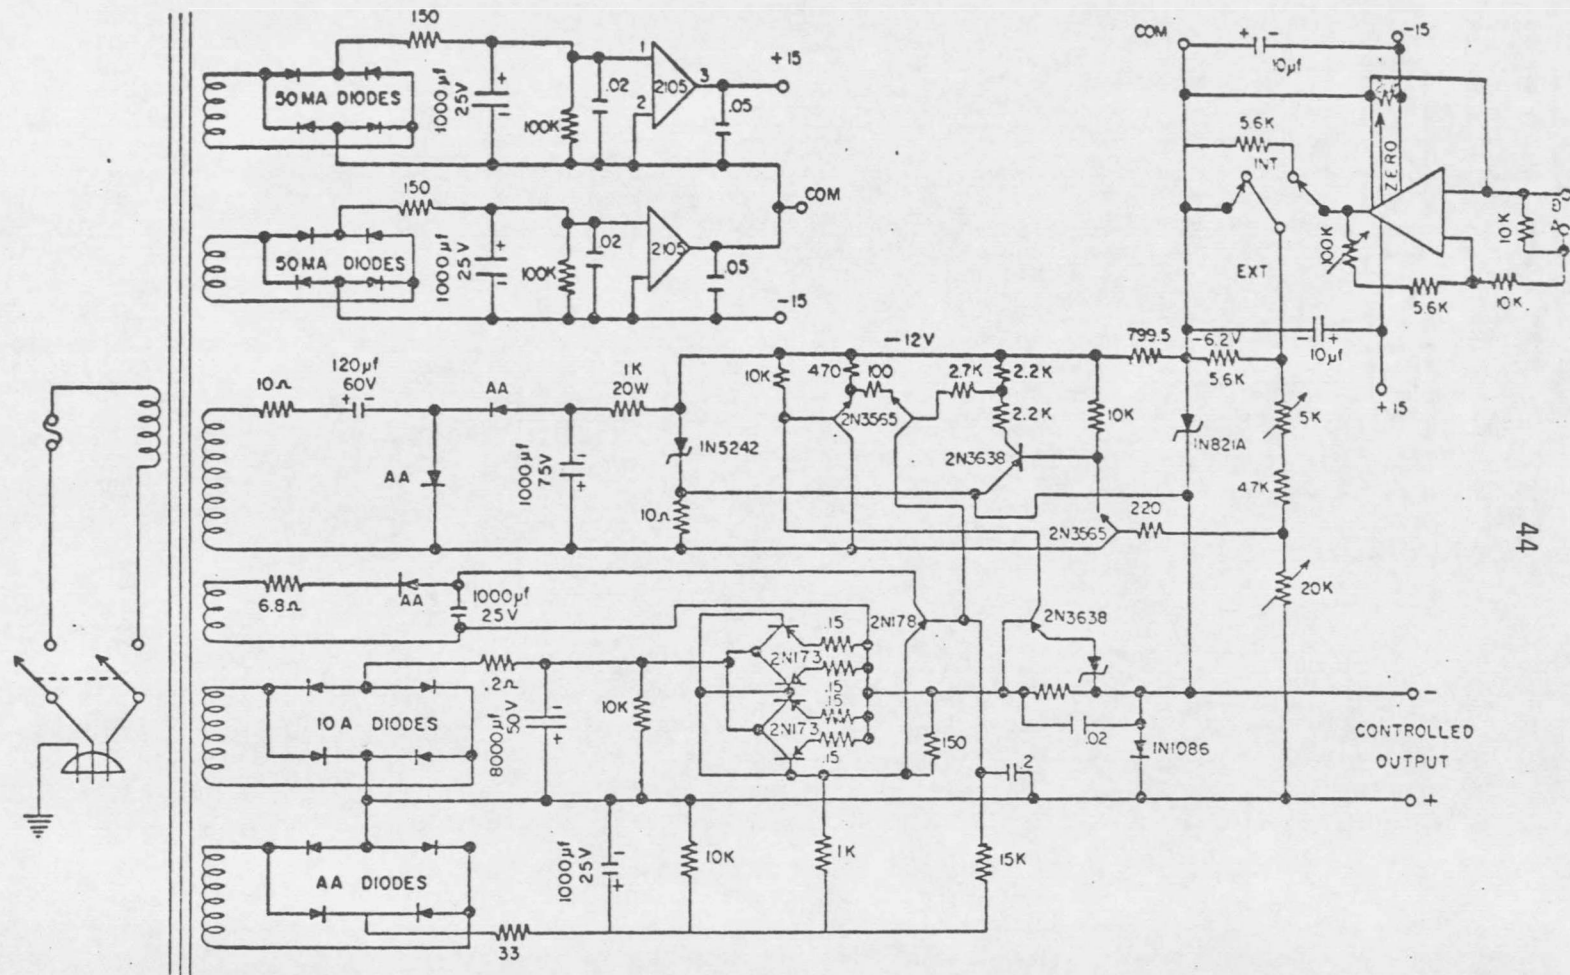 150
50 MA DIODES
1000µf
25V
100K
.02
1
2
3
2105
.05
+15
150
50 MA DIODES
1000µf
25V
100K
.02
2105
.05
COM
-15
COM
+ -
10µf
-15
5.6K
INT
EXT
ZERO
100K
5.6K
10K
10K
-6.2V
5.6K
- +
10µf
+15
10Ω
120µf
60V
+ -
AA
AA
1000µf
75V
-
+
1K
20W
1N5242
10Ω
-12V
10K
470
100
2N3565
2.7K
2.2K
2.2K
2N3638
10K
799.5
1N821A
5K
4.7K
220
2N3565
20K
44
6.8Ω
AA
1000µf
25V
2N178
2N3638
.15
2N173
.15
.15
2N173
.15
.2Ω
10 A DIODES
8000µf
50V
-
+
10K
150
.2
.02
1N1086
-
CONTROLLED
OUTPUT
+
AA DIODES
1000µf
25V
-
+
10K
1K
15K
33